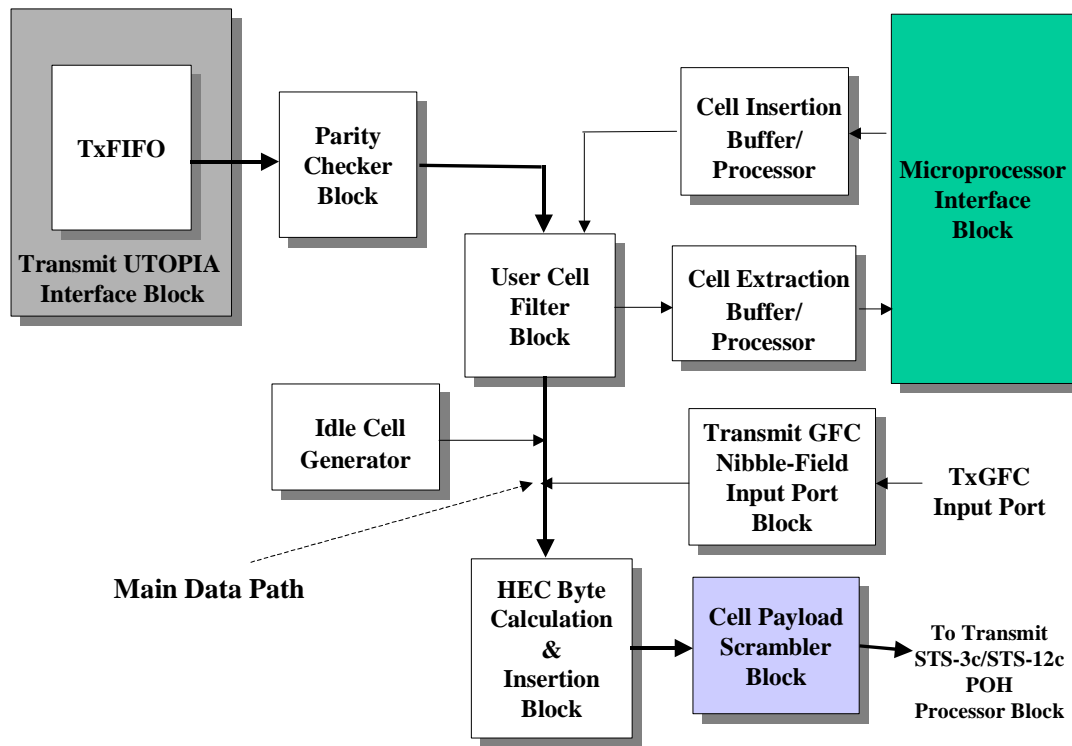 TxFIFO
Transmit UTOPIA
Interface Block
Parity
Checker
Block
Cell Insertion
Buffer/
Processor
Microprocessor
Interface
Block
User Cell
Filter
Block
Cell Extraction
Buffer/
Processor
Idle Cell
Generator
Transmit GFC
Nibble-Field
Input Port
Block
TxGFC
Input Port
Main Data Path
HEC Byte
Calculation
&
Insertion
Block
Cell Payload
Scrambler
Block
To Transmit
STS-3c/STS-12c
POH
Processor Block